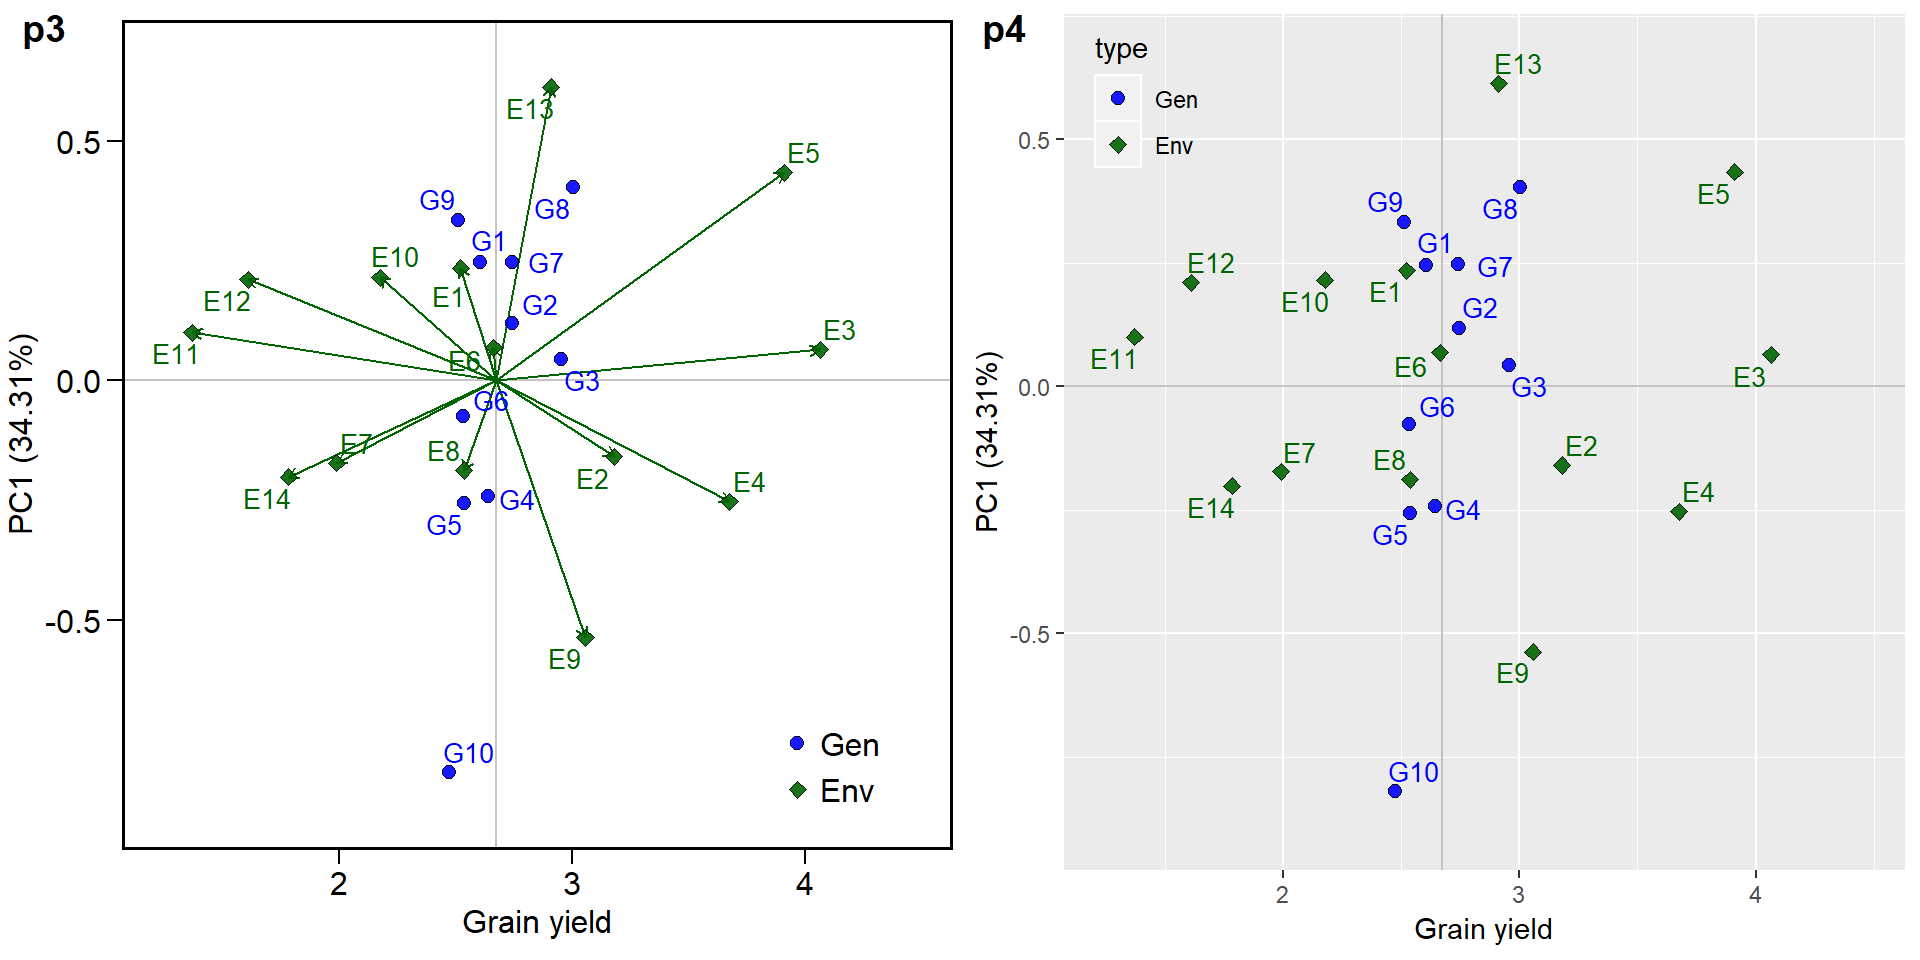 p3
E13
E5
G9
G8
G1
G7
E10
E1
E12
G2
E3
E11
E6
G3
G6
E7
E8
E2
E4
E14
G4
G5
E9
G10
Gen
Env
0.5
0.0
-0.5
PC1 (34.31%)
2 3 4
Grain yield
p4
type
Gen
Env
E13
E5
G9
G8
G1
G7
E12
E10
E1
G2
E11
E6
E3
G3
G6
E7
E8
E2
E14
G4
E4
G5
E9
G10
0.5
0.0
-0.5
PC1 (34.31%)
2 3 4
Grain yield